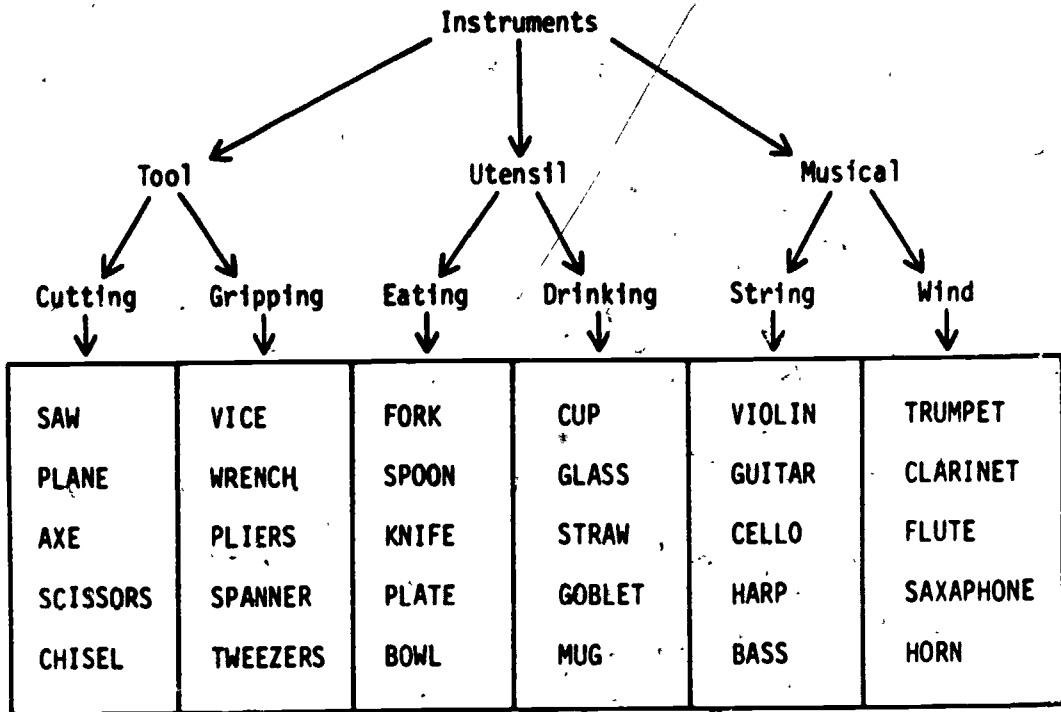 Instruments
Tool Utensil Musical
Cutting Gripping Eating Drinking String Wind
SAW VICE FORK CUP VIOLIN TRUMPET
PLANE WRENCH SPOON GLASS GUITAR CLARINET
AXE PLIERS KNIFE STRAW CELLO FLUTE
SCISSORS SPANNER PLATE GOBLET HARP SAXAPHONE
CHISEL TWEEZERS BOWL MUG BASS HORN